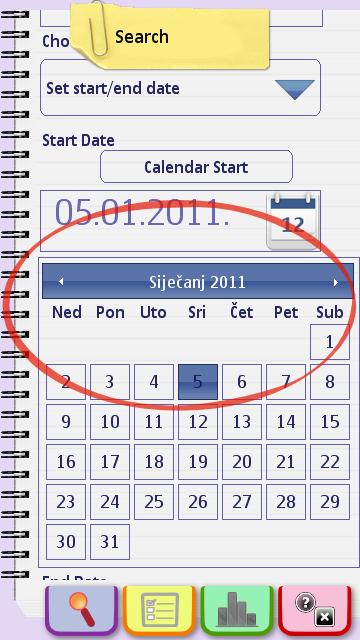 Search
Cho
Set start/end date
Start Date
Calendar Start
05.01.2011.
12
Siječanj 2011
Ned Pon Uto Sri Čet Pet Sub
1
2 3 4 5 6 7 8
9 10 11 12 13 14 15
16 17 18 19 20 21 22
23 24 25 26 27 28 29
30 31
End Date
?
x